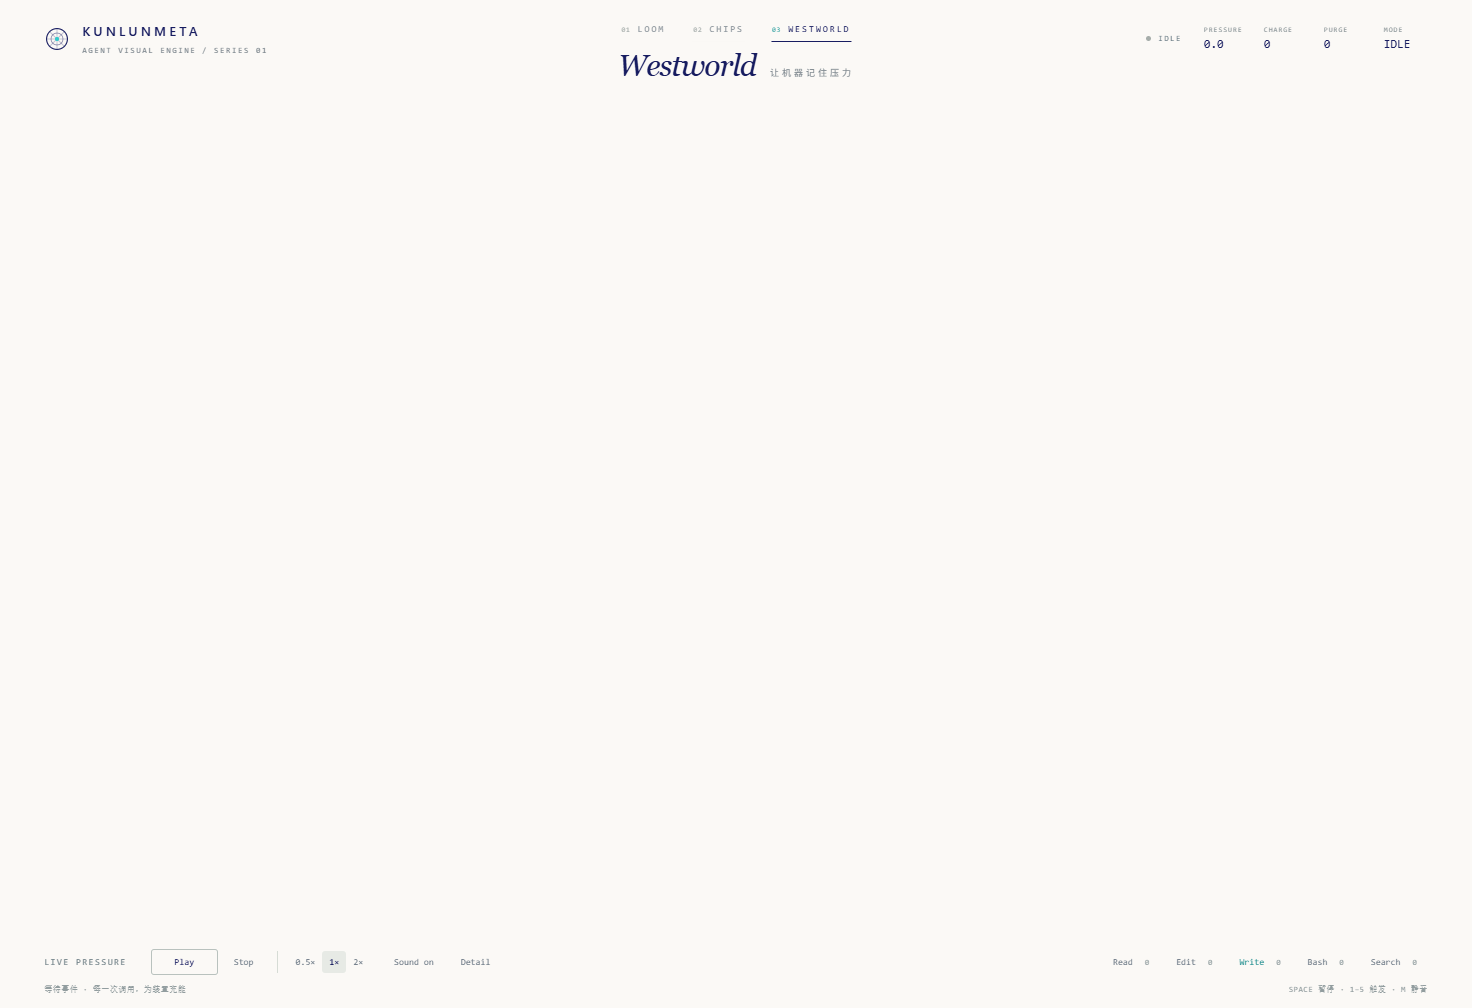 KUNLUNMETA
AGENT VISUAL ENGINE / SERIES 01
01 LOOM 02 CHIPS 03 WESTWORLD
Westworld 让机器记住压力
IDLE
PRESSURE CHARGE PURGE MODE
0.0 0 0 IDLE
LIVE PRESSURE Play Stop 0.5× 1× 2× Sound on Detail
Read 0 Edit 0 Write 0 Bash 0 Search 0
等待事件 · 每一次调用，为装置充能
SPACE 暂停 · 1-5 触发 · M 静音